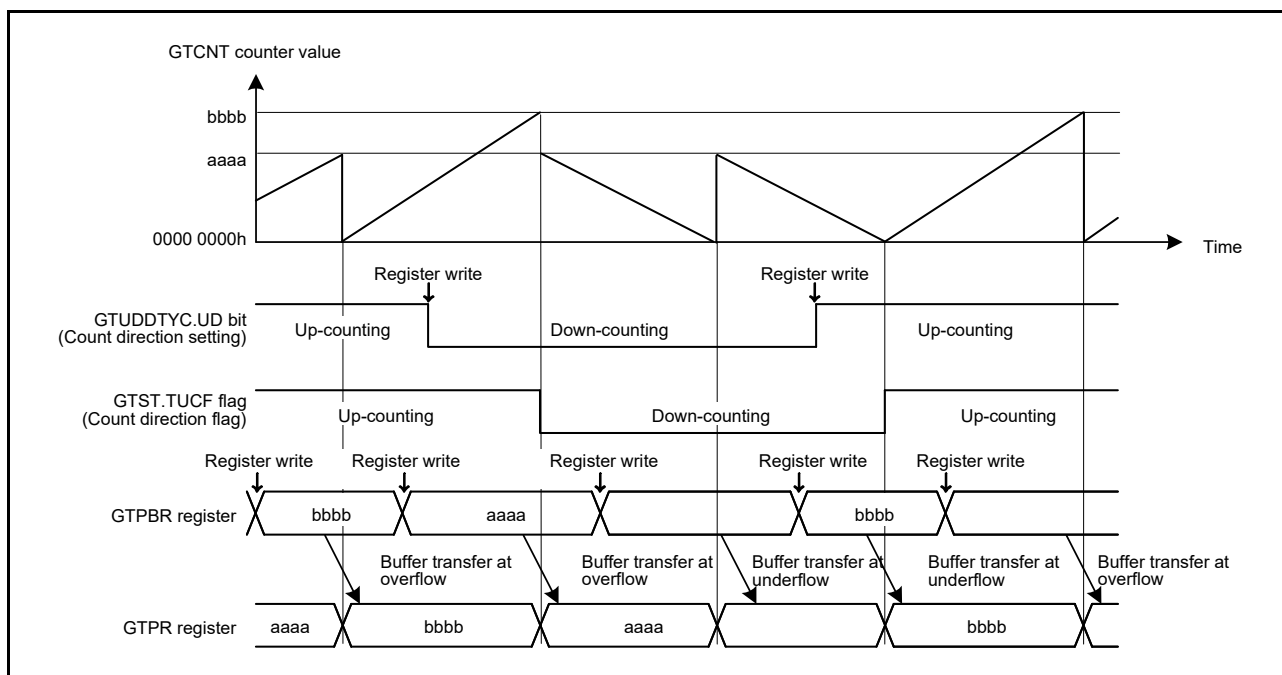 GTCNT counter value
bbbb
aaaa
0000 0000h
Time
Register write
Register write
GTUDDTYC.UD bit
(Count direction setting)
Up-counting
Down-counting
Up-counting
GTST.TUCF flag
(Count direction flag)
Up-counting
Down-counting
Up-counting
Register write
Register write
Register write
Register write
Register write
GTPBR register
bbbb
aaaa
bbbb
Buffer transfer at
overflow
Buffer transfer at
overflow
Buffer transfer at
underflow
Buffer transfer at
underflow
Buffer transfer at
overflow
GTPR register
aaaa
bbbb
aaaa
bbbb